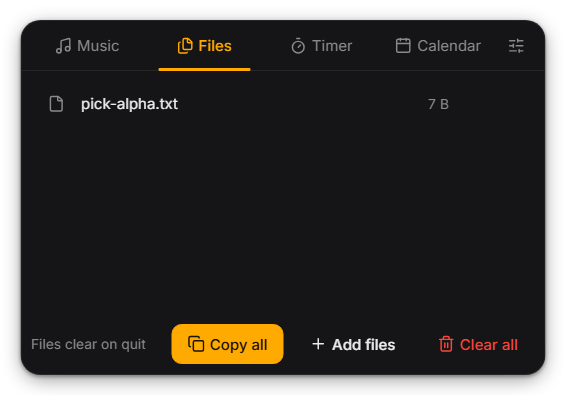 Music Files Timer Calendar
pick-alpha.txt 7 B
Files clear on quit Copy all Add files Clear all